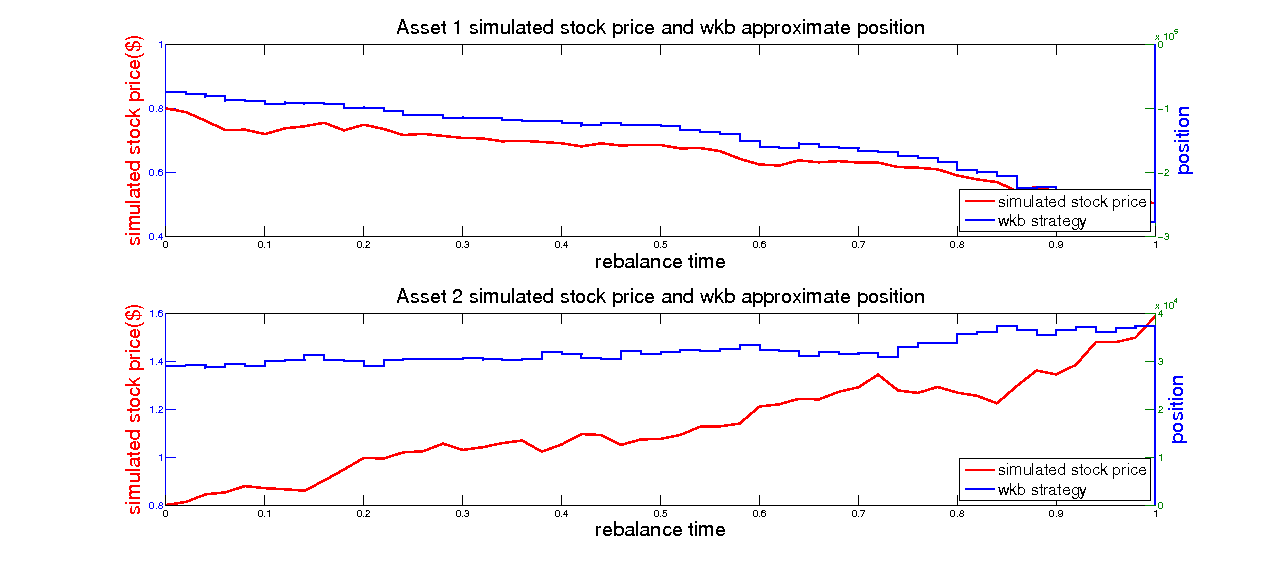 Asset 1 simulated stock price and wkb approximate position
x 10^5
simulated stock price($)
1
0.8
0.6
0.4
0
-1
-2
-3
position
simulated stock price
wkb strategy
0 0.1 0.2 0.3 0.4 0.5 0.6 0.7 0.8 0.9 1
rebalance time
Asset 2 simulated stock price and wkb approximate position
x 10^4
simulated stock price($)
1.6
1.4
1.2
1
0.8
4
3
2
1
0
position
simulated stock price
wkb strategy
0 0.1 0.2 0.3 0.4 0.5 0.6 0.7 0.8 0.9 1
rebalance time